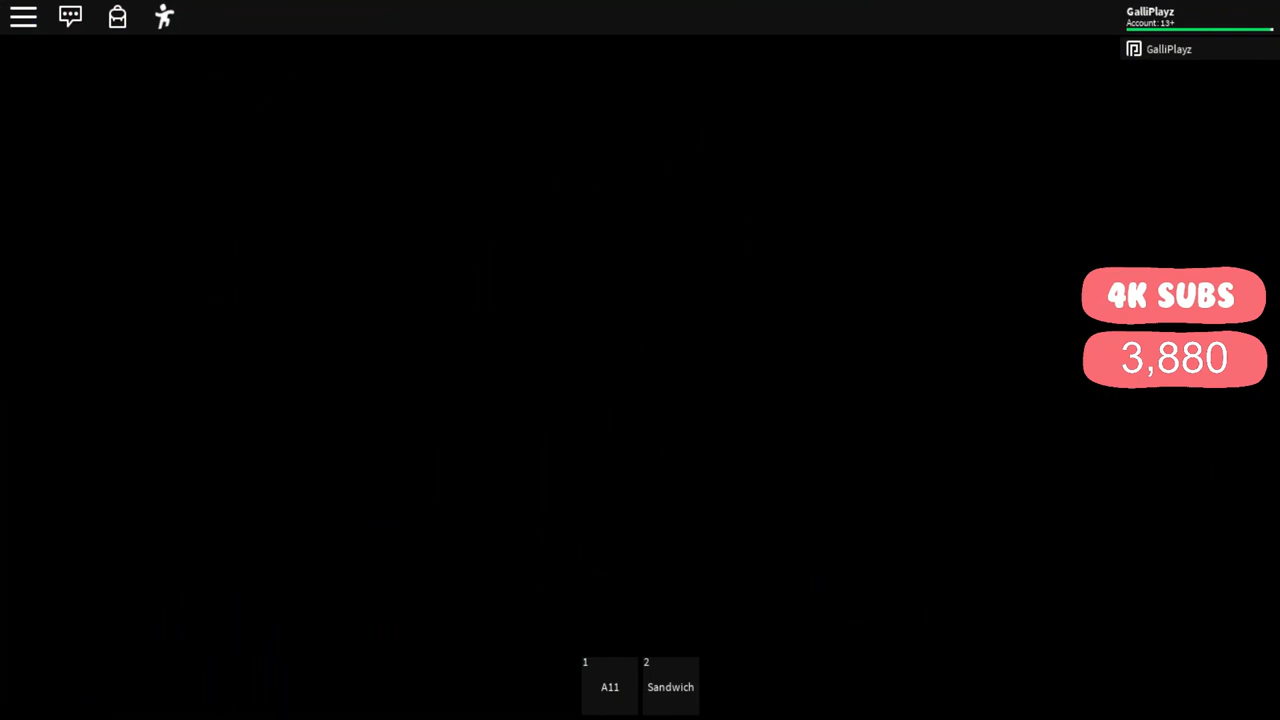 GalliPlayz
Account: 13+
GalliPlayz
4K SUBS
3,880
1
A11
2
Sandwich